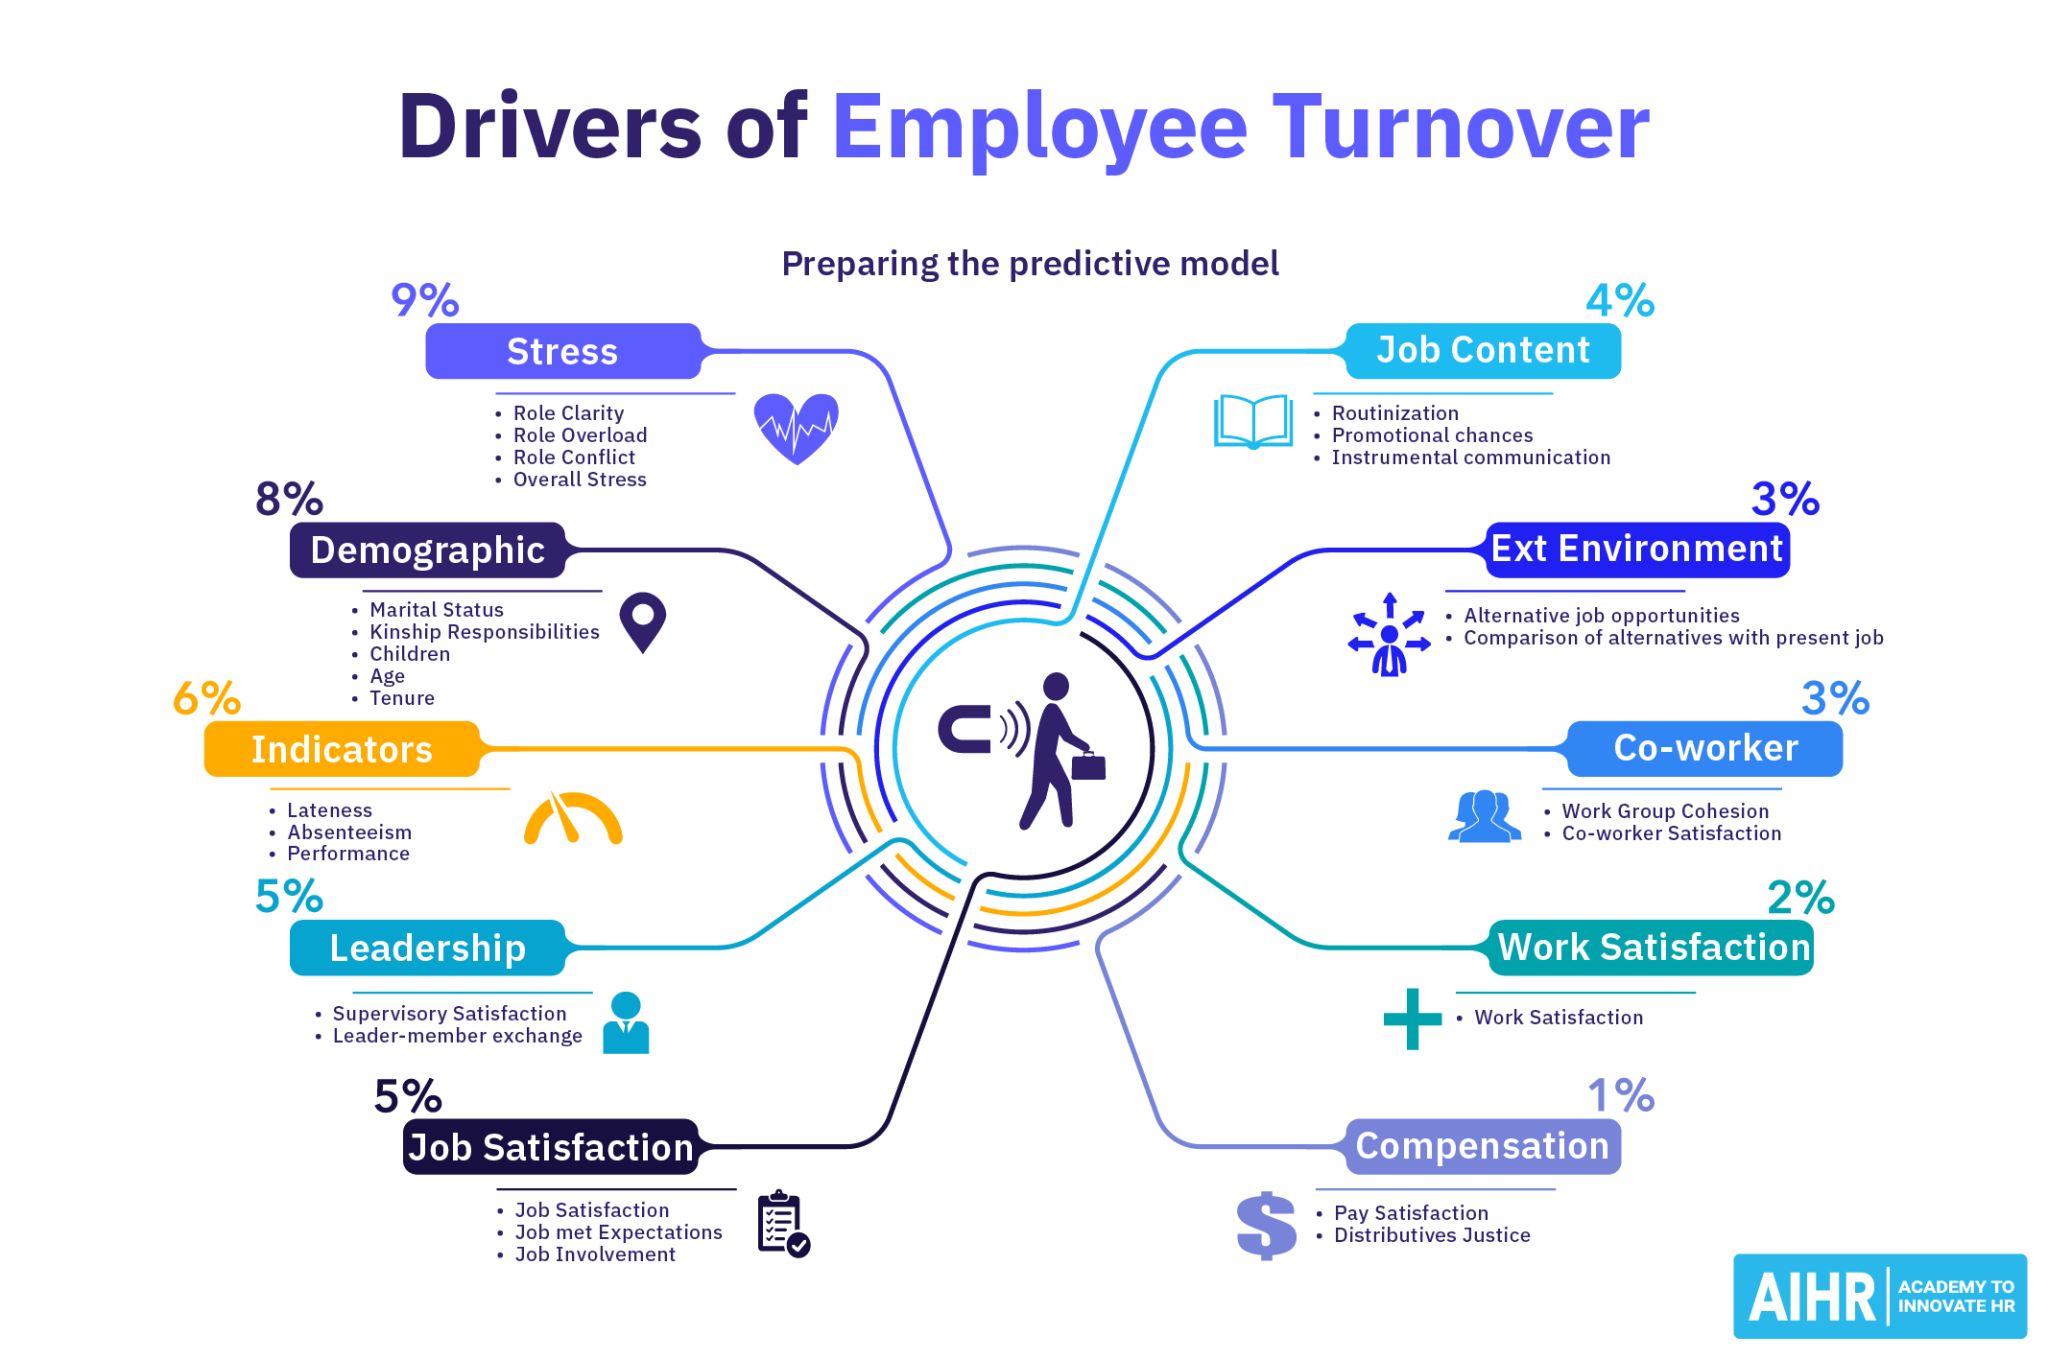 Drivers of Employee Turnover
Preparing the predictive model
9%
Stress
• Role Clarity
• Role Overload
• Role Conflict
• Overall Stress
8%
Demographic
• Marital Status
• Kinship Responsibilities
• Children
• Age
• Tenure
6%
Indicators
• Lateness
• Absenteeism
• Performance
5%
Leadership
• Supervisory Satisfaction
• Leader-member exchange
5%
Job Satisfaction
• Job Satisfaction
• Job met Expectations
• Job Involvement
4%
Job Content
• Routinization
• Promotional chances
• Instrumental communication
3%
Ext Environment
• Alternative job opportunities
• Comparison of alternatives with present job
3%
Co-worker
• Work Group Cohesion
• Co-worker Satisfaction
2%
Work Satisfaction
• Work Satisfaction
1%
Compensation
• Pay Satisfaction
• Distributives Justice
AIHR
ACADEMY TO
INNOVATE HR